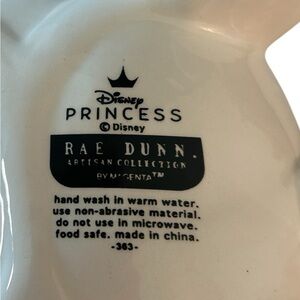 Disney
PRINCESS
© Disney
RAE DUNN.
ARTISAN COLLECTION
BY MAGENTA™
hand wash in warm water.
use non-abrasive material.
do not use in microwave.
food safe. made in china.
-363-